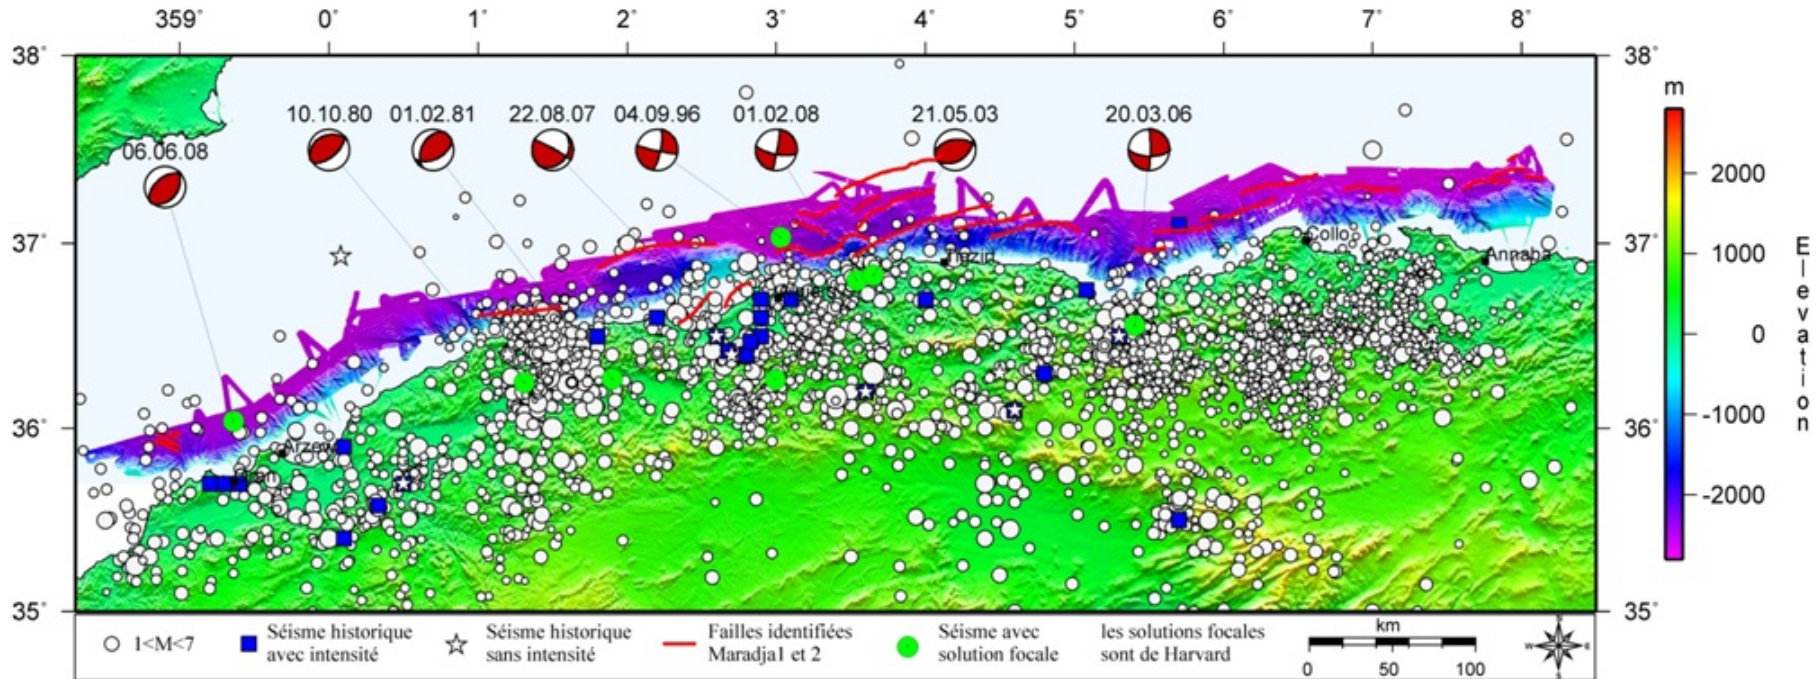 359° 0° 1° 2° 3° 4° 5° 6° 7° 8°
38° 38°
m
10.10.80 01.02.81 22.08.07 04.09.96 01.02.08 21.05.03 20.03.06
06.06.08
2000
37° 37°
Collo
Annaba
1000
0
Elevation
-1000
36° 36°
-2000
35° 35°
1<M<7
Séisme historique
avec intensité
Séisme historique
sans intensité
Failles identifiées
Maradja1 et 2
Séisme avec
solution focale
les solutions focales
sont de Harvard
km
0 50 100
N
W E
S